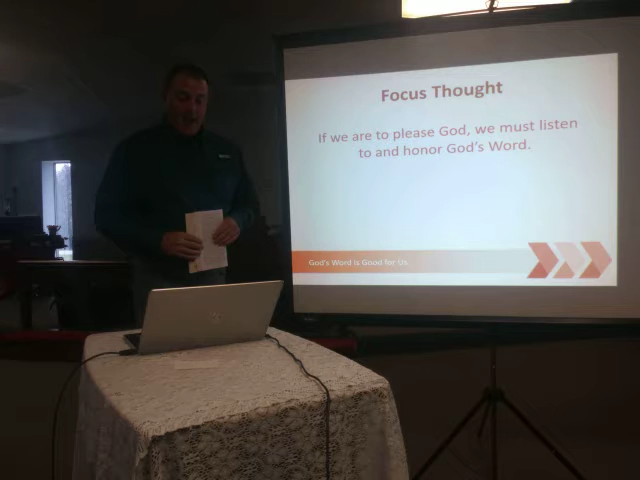 Focus Thought
If we are to please God, we must listen
to and honor God's Word.
God's Word is Good for Us